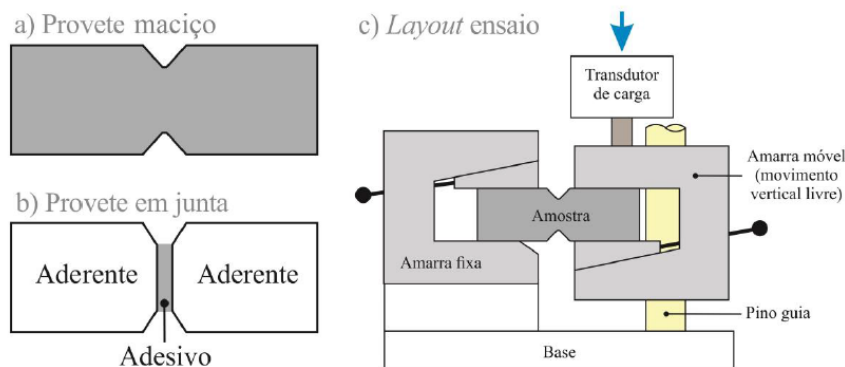 a) Provete maciço
b) Provete em junta
Aderente
Aderente
Adesivo
c) Layout ensaio
Transdutor
de carga
Amarra móvel
(movimento
vertical livre)
Amostra
Amarra fixa
Pino guia
Base